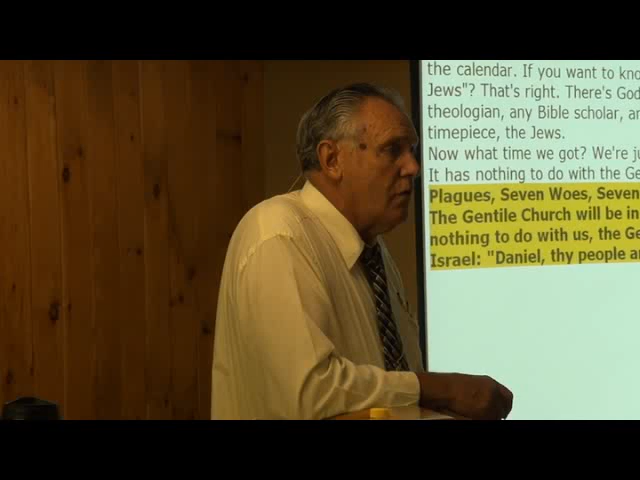 the calendar. If you want to kno
Jews"? That's right. There's God
theologian, any Bible scholar, an
timepiece, the Jews.
Now what time we got? We're ju
It has nothing to do with the Ge
Plagues, Seven Woes, Seven
The Gentile Church will be in
nothing to do with us, the Ge
Israel: "Daniel, thy people ar